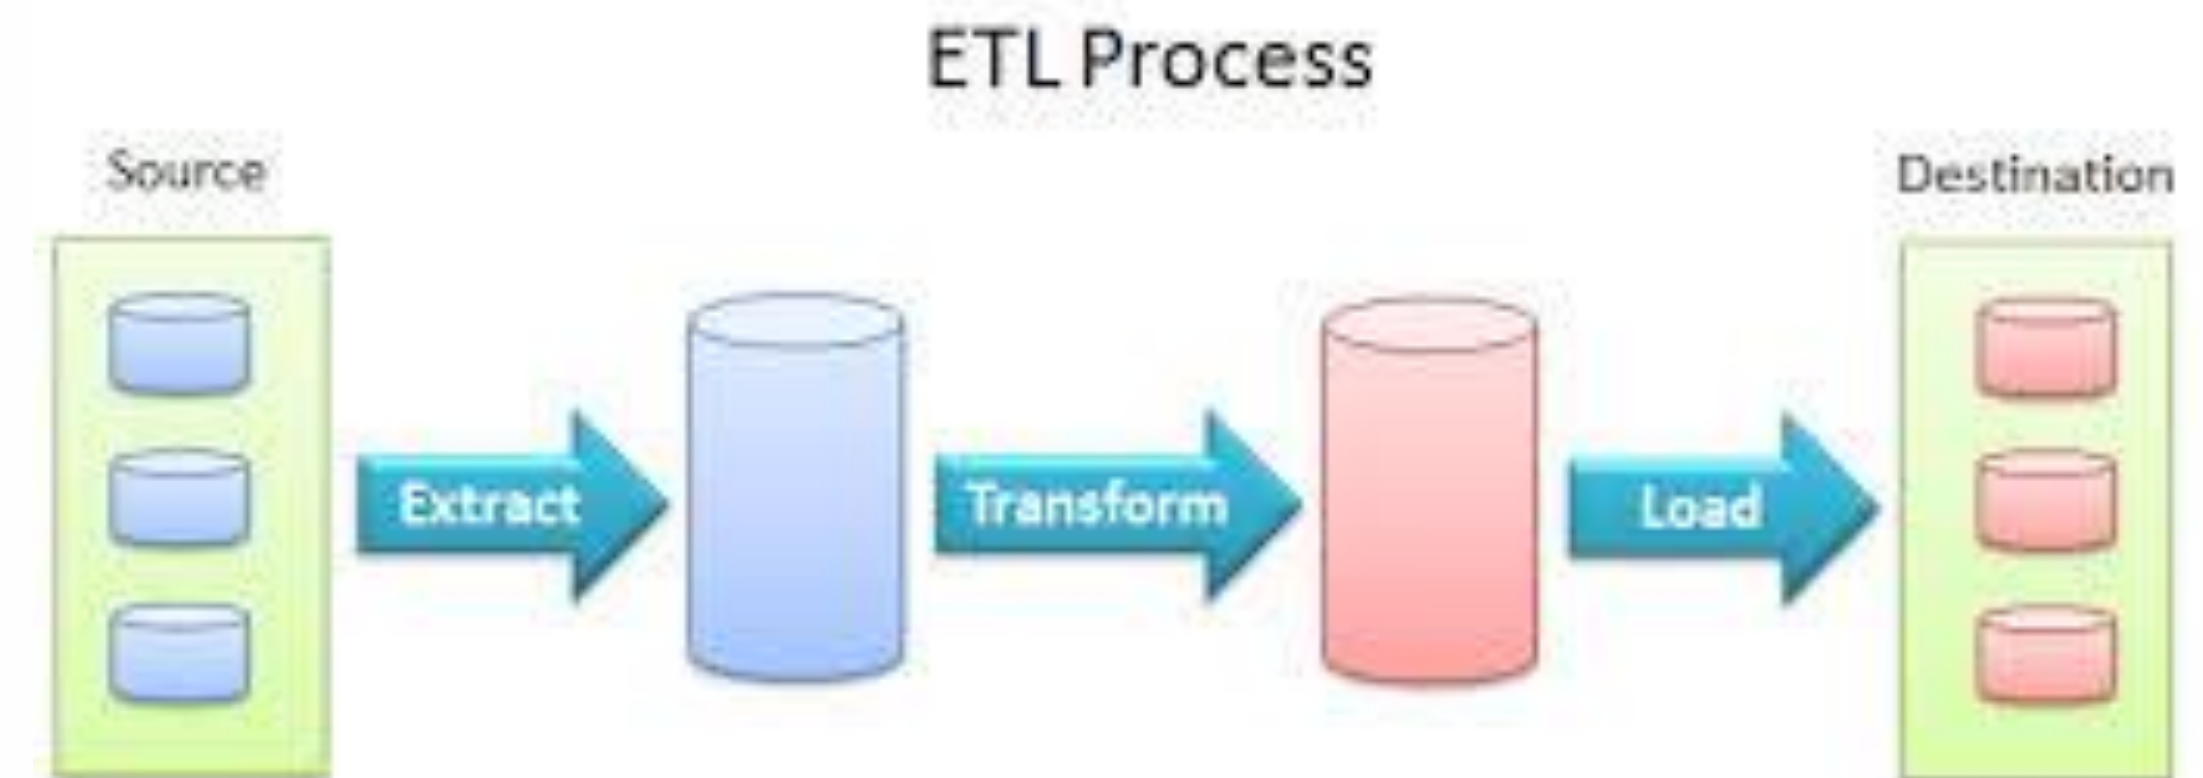 ETL Process
Source
Destination
Extract
Transform
Load